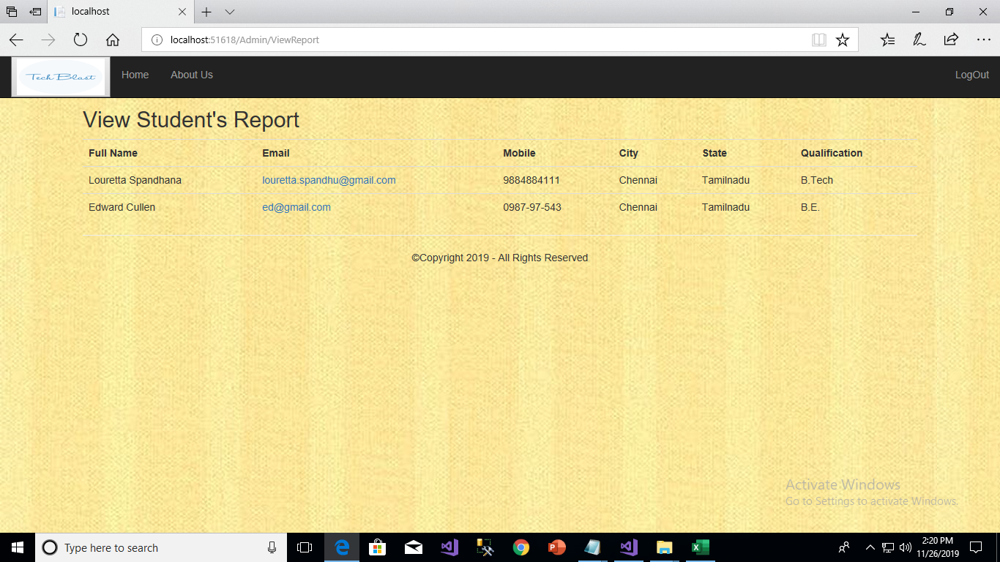 localhost
localhost:51618/Admin/ViewReport
Tech Blast Home About Us LogOut
View Student's Report
Full Name Email Mobile City State Qualification
Louretta Spandhana louretta.spandhu@gmail.com 9884884111 Chennai Tamilnadu B.Tech
Edward Cullen ed@gmail.com 0987-97-543 Chennai Tamilnadu B.E.
©Copyright 2019 - All Rights Reserved
Activate Windows
Go to Settings to activate Windows.
Type here to search
2:20 PM
11/26/2019